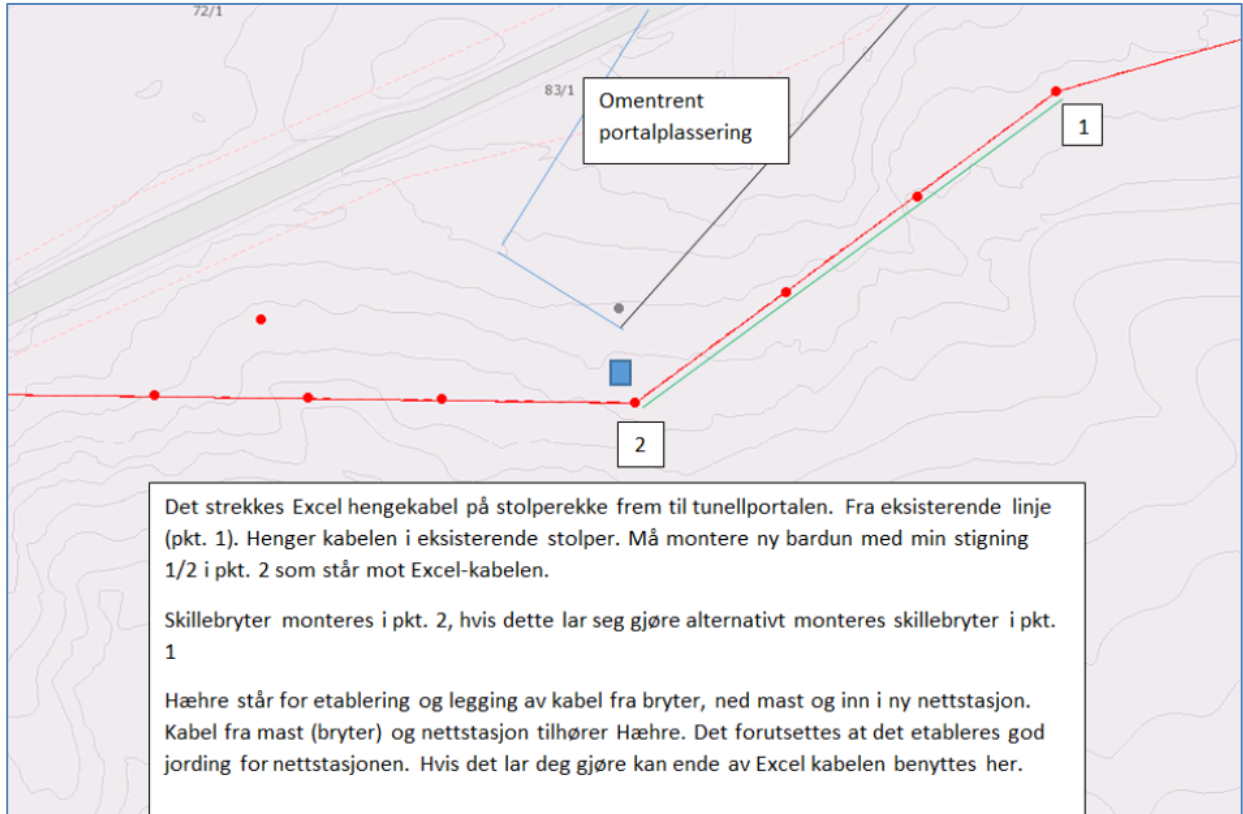 72/1
83/1
Omentrent
portalplassering
1
2
Det strekkes Excel hengekabel på stolperekke frem til tunellportalen. Fra eksisterende linje
(pkt. 1). Henger kabelen i eksisterende stolper. Må montere ny bardun med min stigning
1/2 i pkt. 2 som står mot Excel-kabelen.
Skillebryter monteres i pkt. 2, hvis dette lar seg gjøre alternativt monteres skillebryter i pkt.
1
Hæhre står for etablering og legging av kabel fra bryter, ned mast og inn i ny nettstasjon.
Kabel fra mast (bryter) og nettstasjon tilhører Hæhre. Det forutsettes at det etableres god
jording for nettstasjonen. Hvis det lar deg gjøre kan ende av Excel kabelen benyttes her.